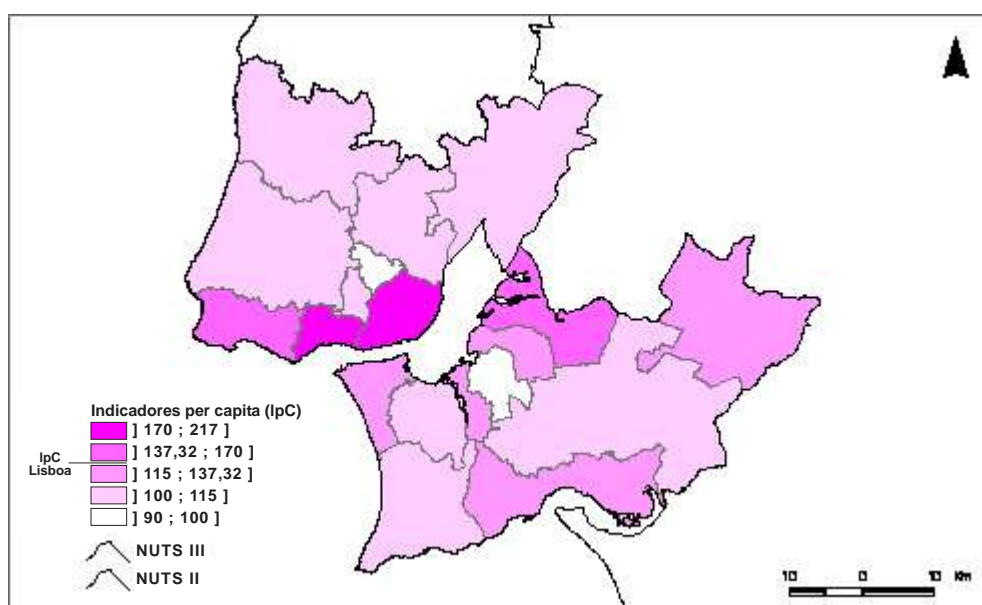 Indicadores per capita (IpC)
] 170 ; 217 ]
] 137,32 ; 170 ]
IpC
Lisboa
] 115 ; 137,32 ]
] 100 ; 115 ]
] 90 ; 100 ]
NUTS III
NUTS II
10 0 10 Km